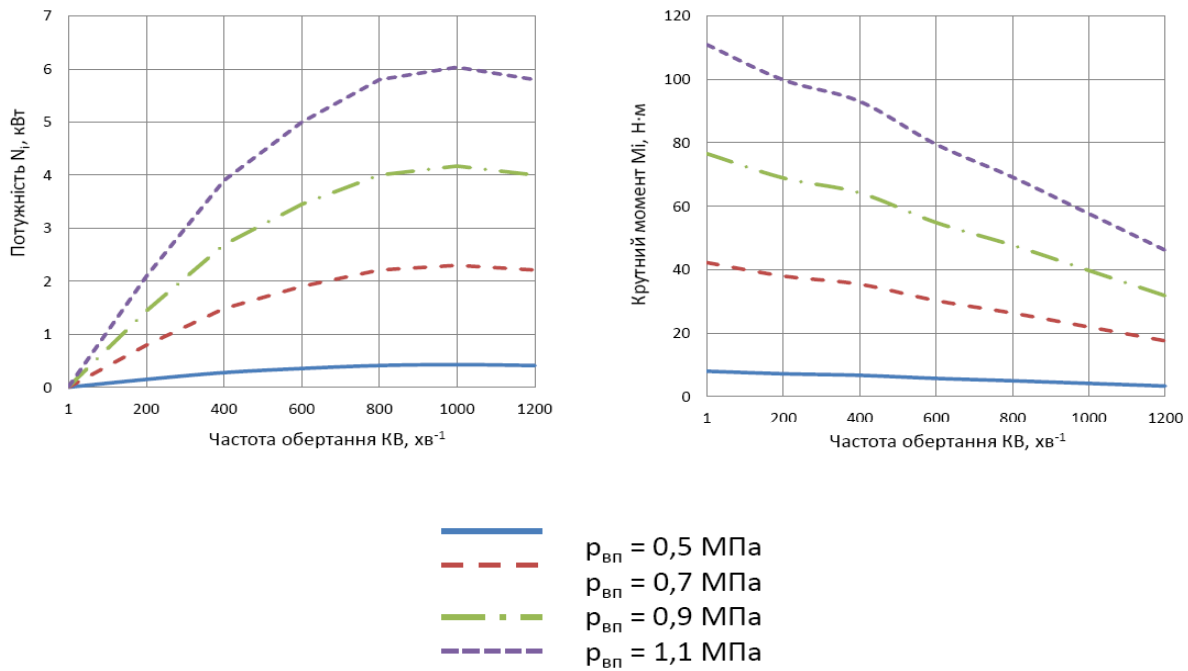 7
6
5
4
3
2
1
0
Потужність Nᵢ, кВт
1 200 400 600 800 1000 1200
Частота обертання КВ, хв⁻¹
120
100
80
60
40
20
0
Крутний момент Mi, Н·м
1 200 400 600 800 1000 1200
Частота обертання КВ, хв⁻¹
pвп = 0,5 МПа
pвп = 0,7 МПа
pвп = 0,9 МПа
pвп = 1,1 МПа